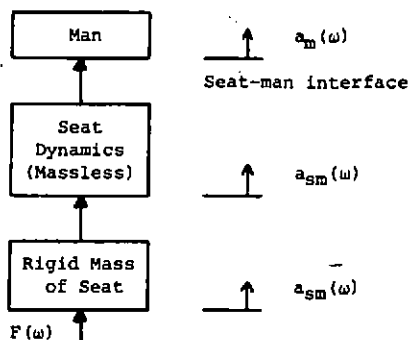 Man
a_m(ω)
Seat-man interface
Seat
Dynamics
(Massless)
a_sm(ω)
Rigid Mass
of Seat
a_sm(ω)
F(ω)